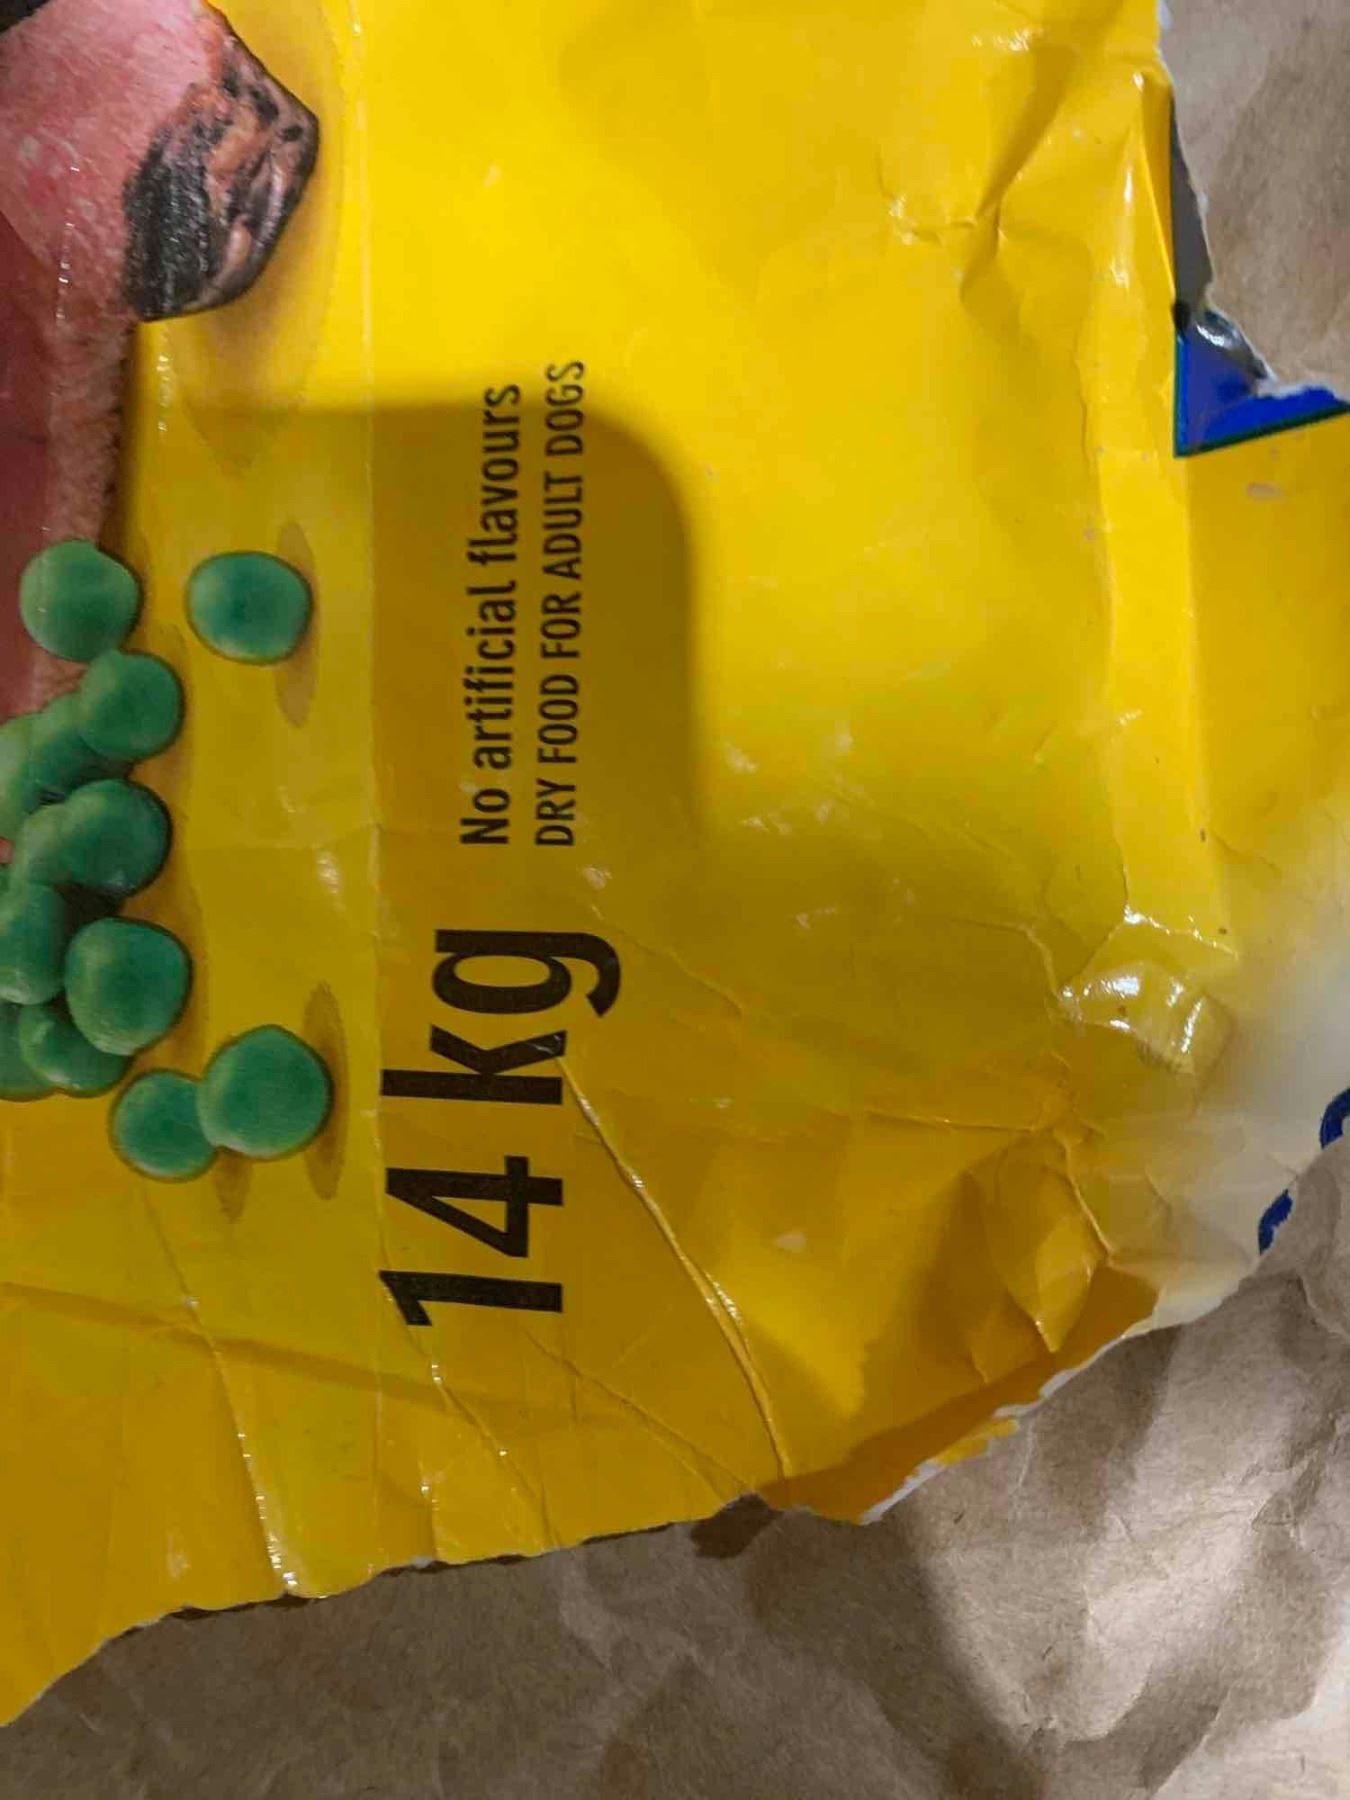 14 kg
No artificial flavours
DRY FOOD FOR ADULT DOGS